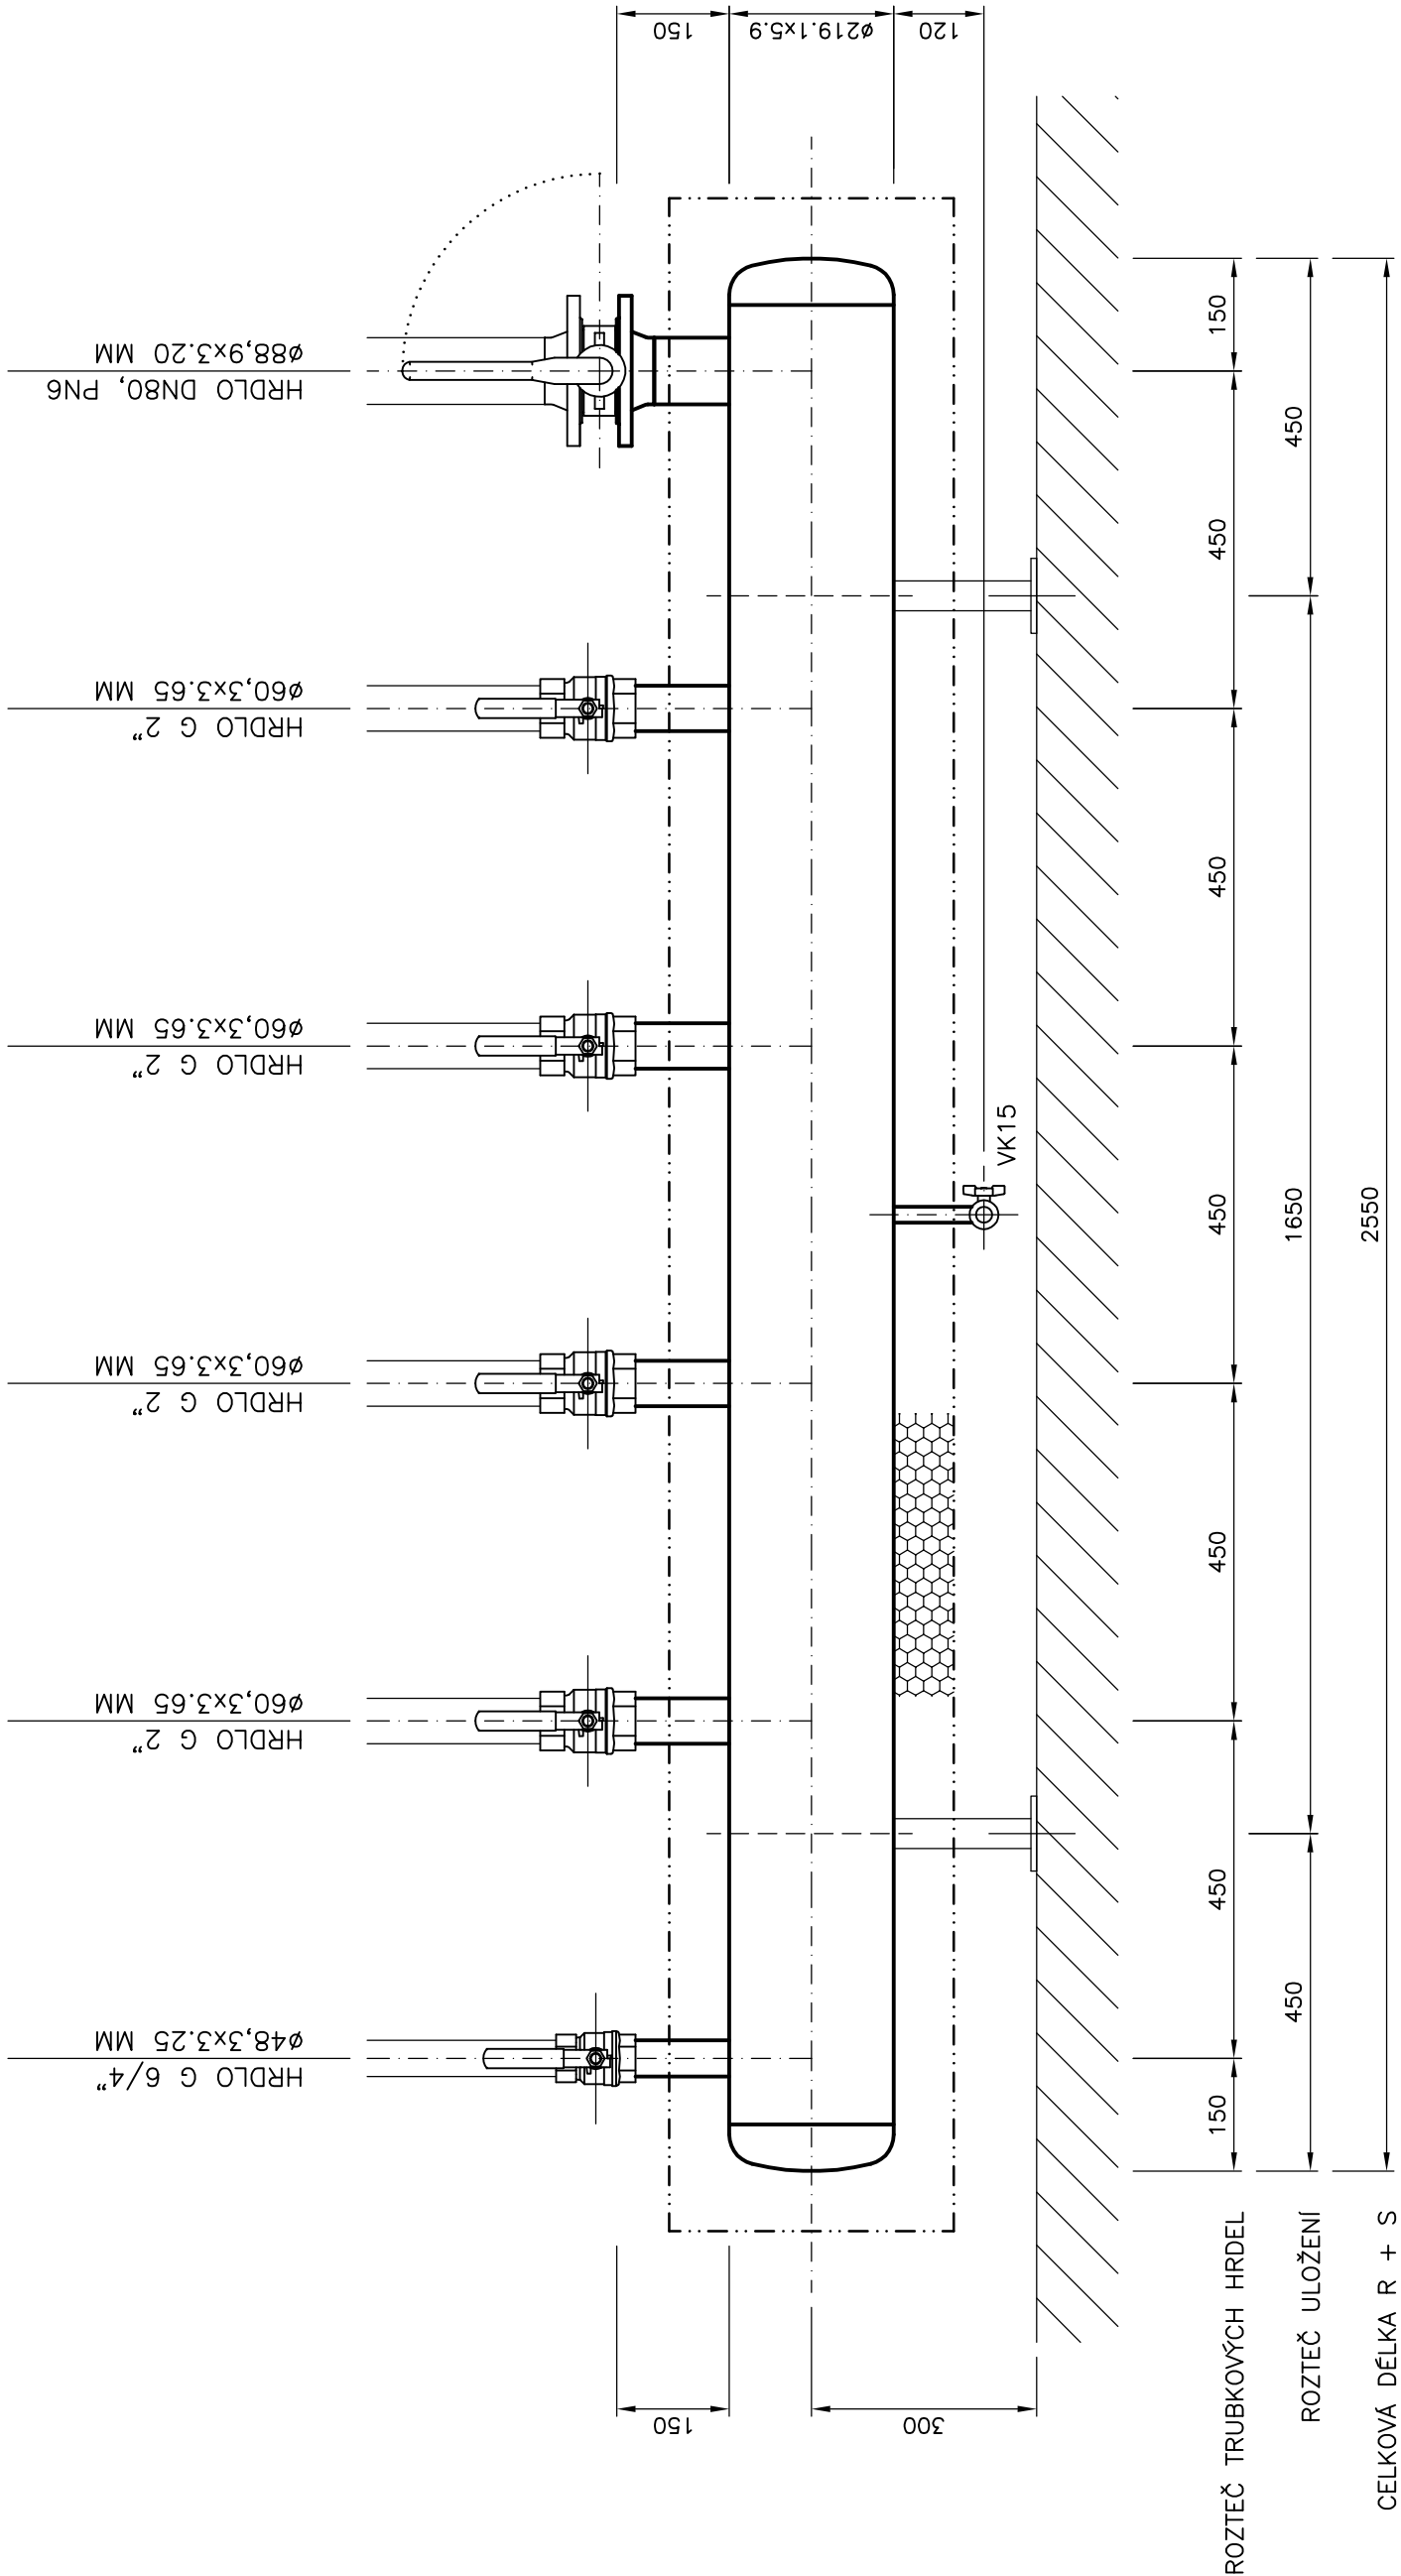 HRDLO G 6/4"
ø48,3x3.25 MM
HRDLO G 2"
ø60,3x3.65 MM
HRDLO G 2"
ø60,3x3.65 MM
HRDLO G 2"
ø60,3x3.65 MM
HRDLO G 2"
ø60,3x3.65 MM
HRDLO DN80, PN6
ø88,9x3.20 MM
150
300
150
ø219.1x5.9
120
VK15
ROZTEČ TRUBKOVÝCH HRDEL
150
450
450
450
450
450
150
ROZTEČ ULOŽENÍ
450
1650
450
CELKOVÁ DÉLKA R + S
2550